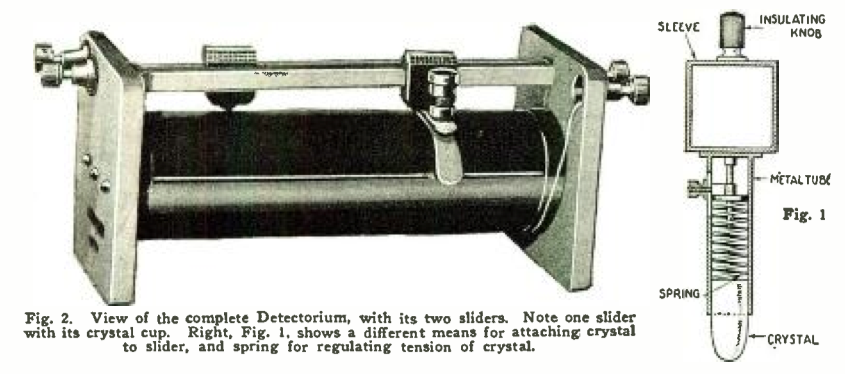 SLEEVE
INSULATING
KNOB
METAL TUBE
Fig. 1
SPRING
CRYSTAL
Fig. 2. View of the complete Detectorium, with its two sliders. Note one slider
with its crystal cup. Right, Fig. 1, shows a different means for attaching crystal
to slider, and spring for regulating tension of crystal.